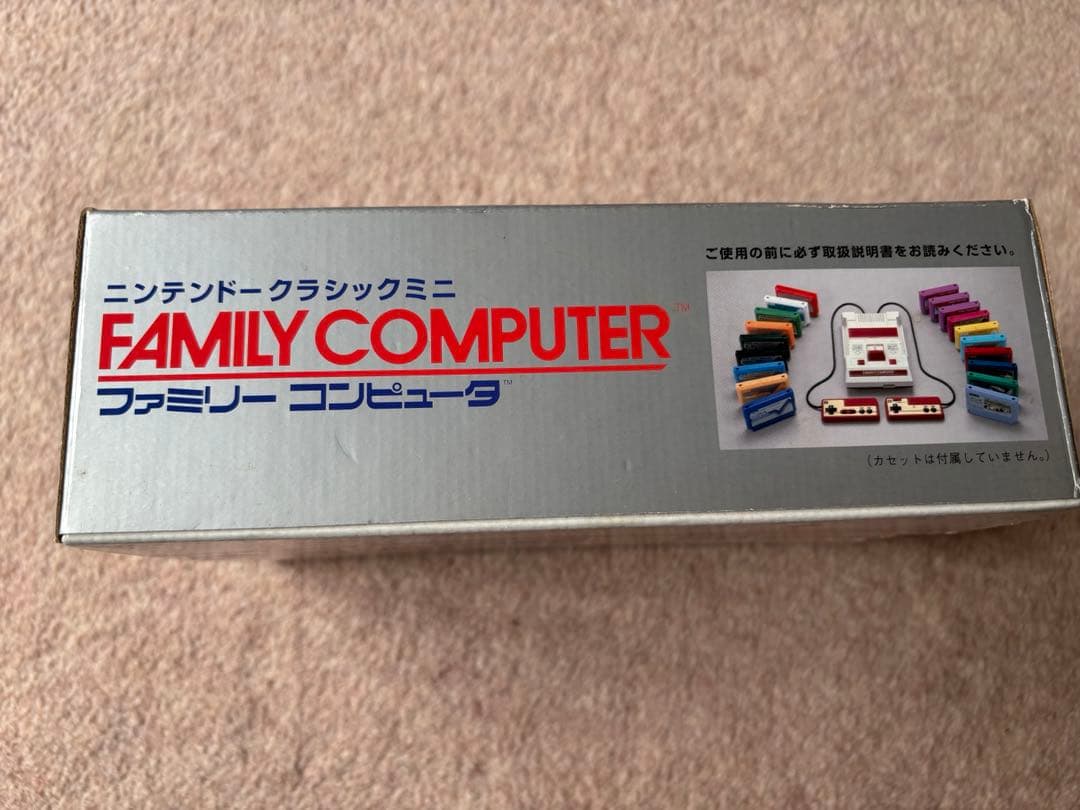 ニンテンドークラシックミニ
FAMILY COMPUTER™
ファミリー コンピュータ™
ご使用の前に必ず取扱説明書をお読みください。
(カセットは付属していません。)